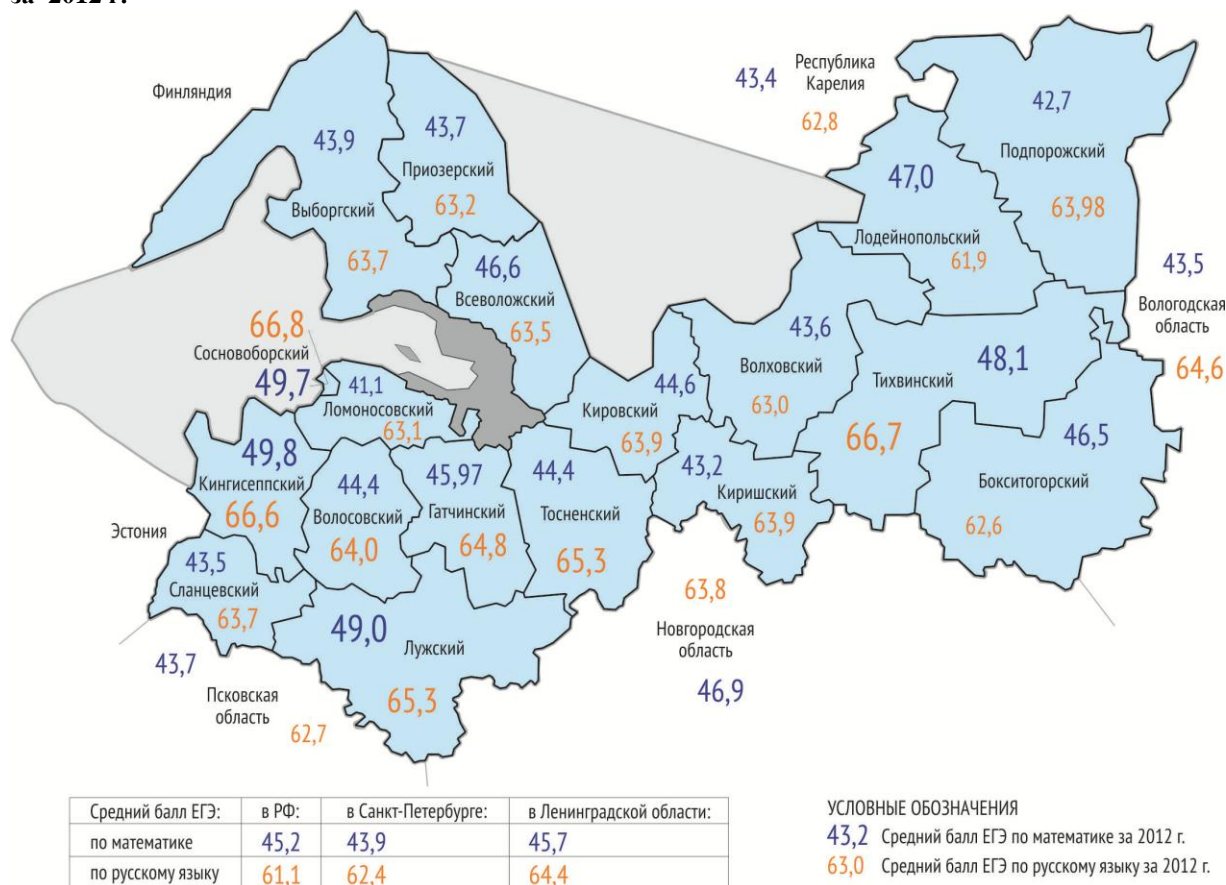 за 2012 г.
Финляндия
43,9
Выборгский
63,7
43,7
Приозерский
63,2
46,6
Всеволожский
63,5
43,4
Республика
Карелия
62,8
42,7
Подпорожский
63,98
47,0
Лодейнопольский
61,9
43,5
Вологодская
область
64,6
66,8
Сосновоборский
49,7
41,1
Ломоносовский
63,1
44,6
Кировский
63,9
43,6
Волховский
63,0
48,1
Тихвинский
66,7
46,5
Бокситогорский
62,6
49,8
Кингисеппский
66,6
44,4
Волосовский
64,0
45,97
Гатчинский
64,8
44,4
Тосненский
65,3
43,2
Киришский
63,9
Эстония
43,5
Сланцевский
63,7
49,0
Лужский
65,3
63,8
Новгородская
область
46,9
43,7
Псковская
область
62,7
Средний балл ЕГЭ: в РФ: в Санкт-Петербурге: в Ленинградской области:
по математике 45,2 43,9 45,7
по русскому языку 61,1 62,4 64,4
УСЛОВНЫЕ ОБОЗНАЧЕНИЯ
43,2 Средний балл ЕГЭ по математике за 2012 г.
63,0 Средний балл ЕГЭ по русскому языку за 2012 г.